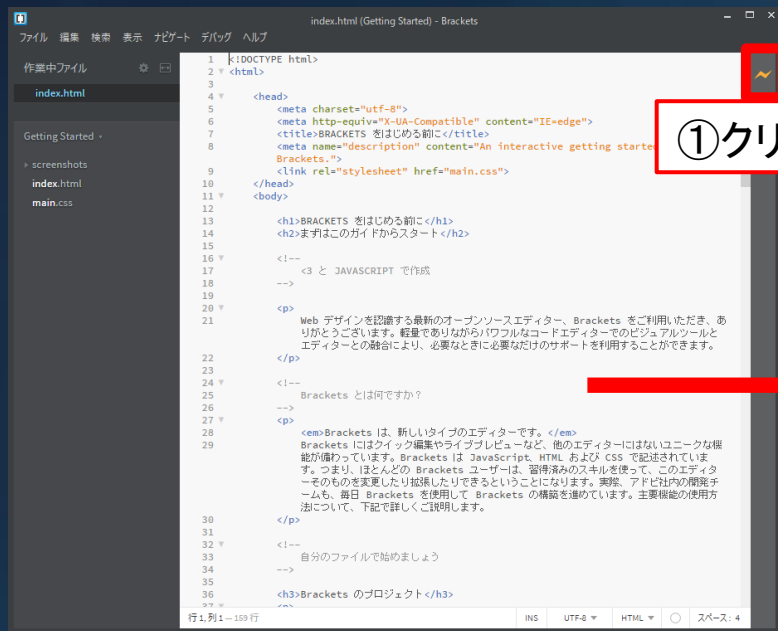 index.html (Getting Started) - Brackets
ファイル 編集 検索 表示 ナビゲート デバッグ ヘルプ
作業中ファイル
index.html
Getting Started
screenshots
index.html
main.css
1 <!DOCTYPE html>
2 <html>
3
4 <head>
5 <meta charset="utf-8">
6 <meta http-equiv="X-UA-Compatible" content="IE=edge">
7 <title>BRACKETS をはじめる前に</title>
8 <meta name="description" content="An interactive getting started
Brackets.">
9 <link rel="stylesheet" href="main.css">
10 </head>
11 <body>
12
13 <h1>BRACKETS をはじめる前に</h1>
14 <h2>まずはこのガイドからスタート</h2>
15
16 <!--
17 <3 と JAVASCRIPT で作成
18 -->
19
20 <p>
21 Web デザインを認識する最新のオープンソースエディター、Brackets をご利用いただき、あ
りがとうございます。軽量でありながらパワフルなコードエディターでのビジュアルツールと
エディターとの融合により、必要なときに必要なだけのサポートを利用することができます。
22 </p>
23
24 <!--
25 Brackets とは何ですか？
26 -->
27 <p>
28 <em>Brackets は、新しいタイプのエディターです。</em>
29 Brackets にはクイック編集やライブプレビューなど、他のエディターにはないユニークな機
能が備わっています。Brackets は JavaScript、HTML および CSS で記述されていま
す。つまり、ほとんどの Brackets ユーザーは、習得済みのスキルを使って、このエディタ
ーそのものを変更したり拡張したりできるということになります。実際、アドビ社内の開発チ
ームも、毎日 Brackets を使用して Brackets の構築を進めています。主要機能の使用方
法について、下記で詳しくご説明します。
30 </p>
31
32 <!--
33 自分のファイルで始めましょう
34 -->
35
36 <h3>Brackets のプロジェクト</h3>
37 <p>
①クリ
行 1, 列 1 — 159 行
INS UTF-8 HTML スペース: 4